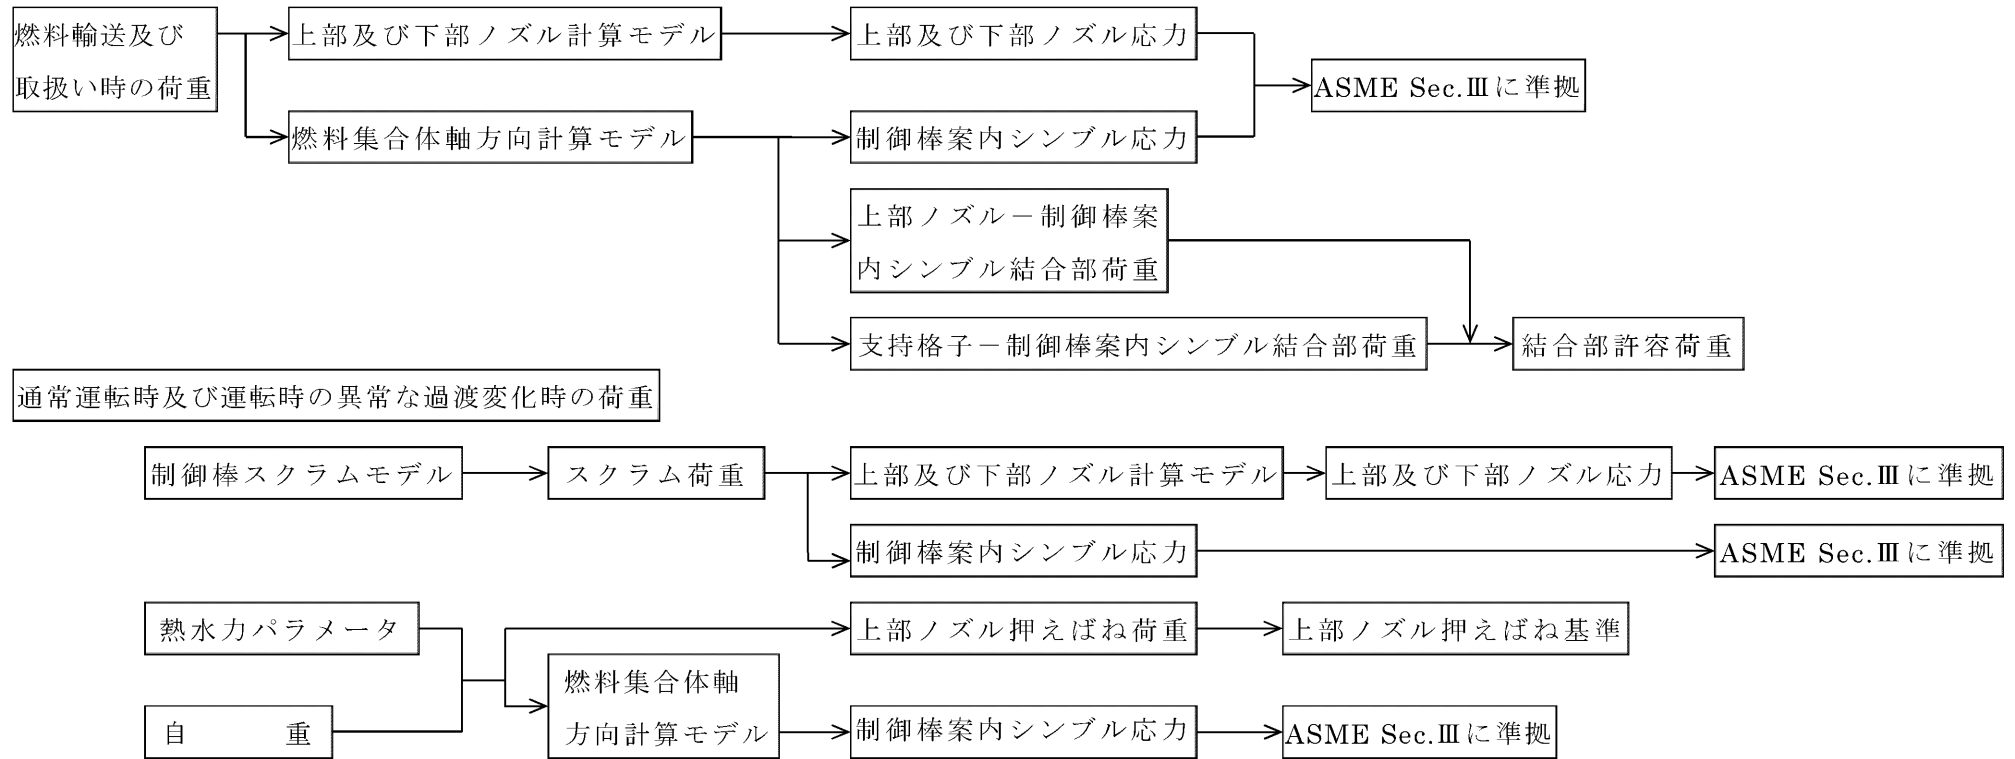 燃料輸送及び
取扱い時の荷重
上部及び下部ノズル計算モデル
上部及び下部ノズル応力
ASME Sec.Ⅲに準拠
燃料集合体軸方向計算モデル
制御棒案内シンブル応力
上部ノズル－制御棒案
内シンブル結合部荷重
支持格子－制御棒案内シンブル結合部荷重
結合部許容荷重
通常運転時及び運転時の異常な過渡変化時の荷重
制御棒スクラムモデル
スクラム荷重
上部及び下部ノズル計算モデル
上部及び下部ノズル応力
ASME Sec.Ⅲに準拠
制御棒案内シンブル応力
ASME Sec.Ⅲに準拠
熱水力パラメータ
上部ノズル押えばね荷重
上部ノズル押えばね基準
自　　　重
燃料集合体軸
方向計算モデル
制御棒案内シンブル応力
ASME Sec.Ⅲに準拠